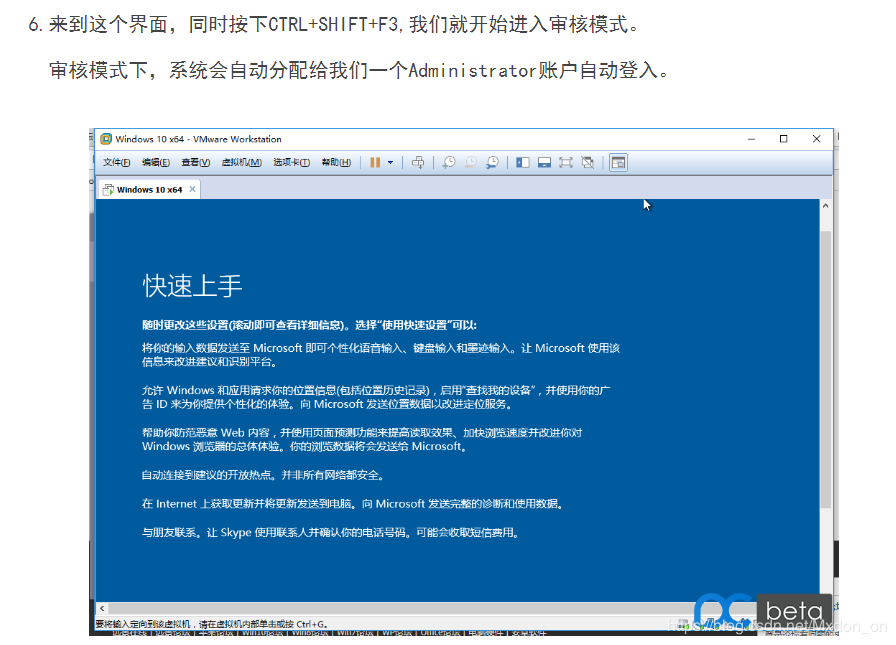 6.来到这个界面，同时按下CTRL+SHIFT+F3,我们就开始进入审核模式。
审核模式下，系统会自动分配给我们一个Administrator账户自动登入。
Windows 10 x64 - VMware Workstation
文件(F) 编辑(E) 查看(V) 虚拟机(M) 选项卡(T) 帮助(H)
Windows 10 x64
快速上手
随时更改这些设置(滚动即可查看详细信息)。选择"使用快速设置"可以:
将你的输入数据发送至 Microsoft 即可个性化语音输入、键盘输入和墨迹输入。让 Microsoft 使用该
信息来改进建议和识别平台。
允许 Windows 和应用请求你的位置信息(包括位置历史记录)，启用"查找我的设备"，并使用你的广
告 ID 来为你提供个性化的体验。向 Microsoft 发送位置数据以改进定位服务。
帮助你防范恶意 Web 内容，并使用页面预测功能来提高读取效果、加快浏览速度并改进你对
Windows 浏览器的总体体验。你的浏览数据将会发送给 Microsoft。
自动连接到建议的开放热点。并非所有网络都安全。
在 Internet 上获取更新并将更新发送到电脑。向 Microsoft 发送完整的诊断和使用数据。
与朋友联系。让 Skype 使用联系人并确认你的电话号码。可能会收取短信费用。
要将输入定向到该虚拟机，请在虚拟机内部单击或按 Ctrl+G。
pc beta
https://blog.csdn.net/Mxdon_on